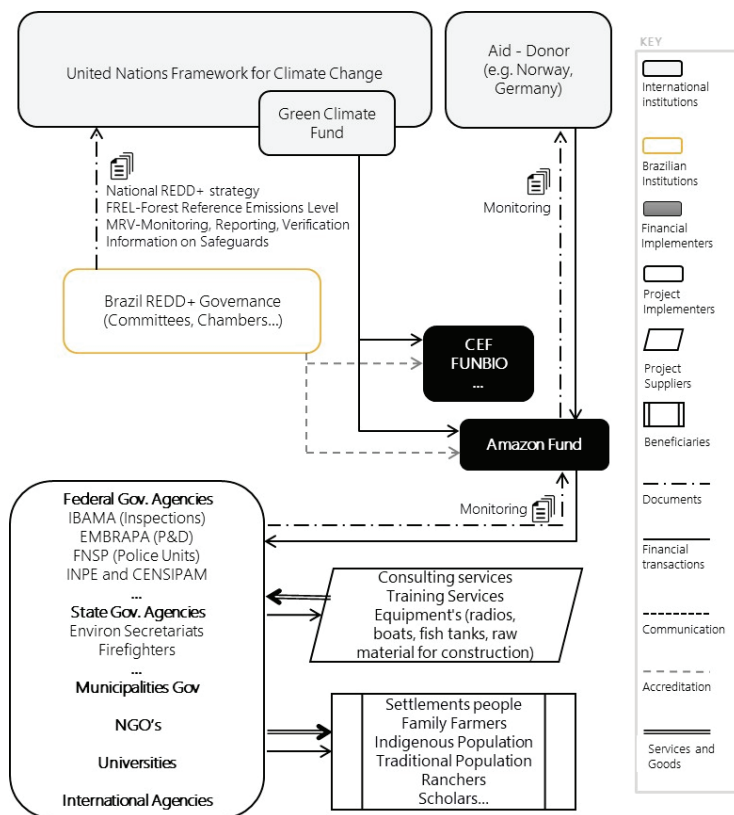 United Nations Framework for Climate Change
Green Climate
Fund
Aid - Donor
(e.g. Norway,
Germany)
National REDD+ strategy
FREL-Forest Reference Emissions Level
MRV-Monitoring, Reporting, Verification
Information on Safeguards
Monitoring
Brazil REDD+ Governance
(Committees, Chambers...)
CEF
FUNBIO
...
Amazon Fund
Monitoring
Federal Gov. Agencies
IBAMA (Inspections)
EMBRAPA (P&D)
FNSP (Police Units)
INPE and CENSIPAM
...
State Gov. Agencies
Environ Secretariats
Firefighters
...
Municipalities Gov
NGO's
Universities
International Agencies
Consulting services
Training Services
Equipment's (radios,
boats, fish tanks, raw
material for construction)
Settlements people
Family Farmers
Indigenous Population
Traditional Population
Ranchers
Scholars...
KEY
International
institutions
Brazilian
Institutions
Financial
Implementers
Project
Implementers
Project
Suppliers
Beneficiaries
Documents
Financial
transactions
Communication
Accreditation
Services and
Goods